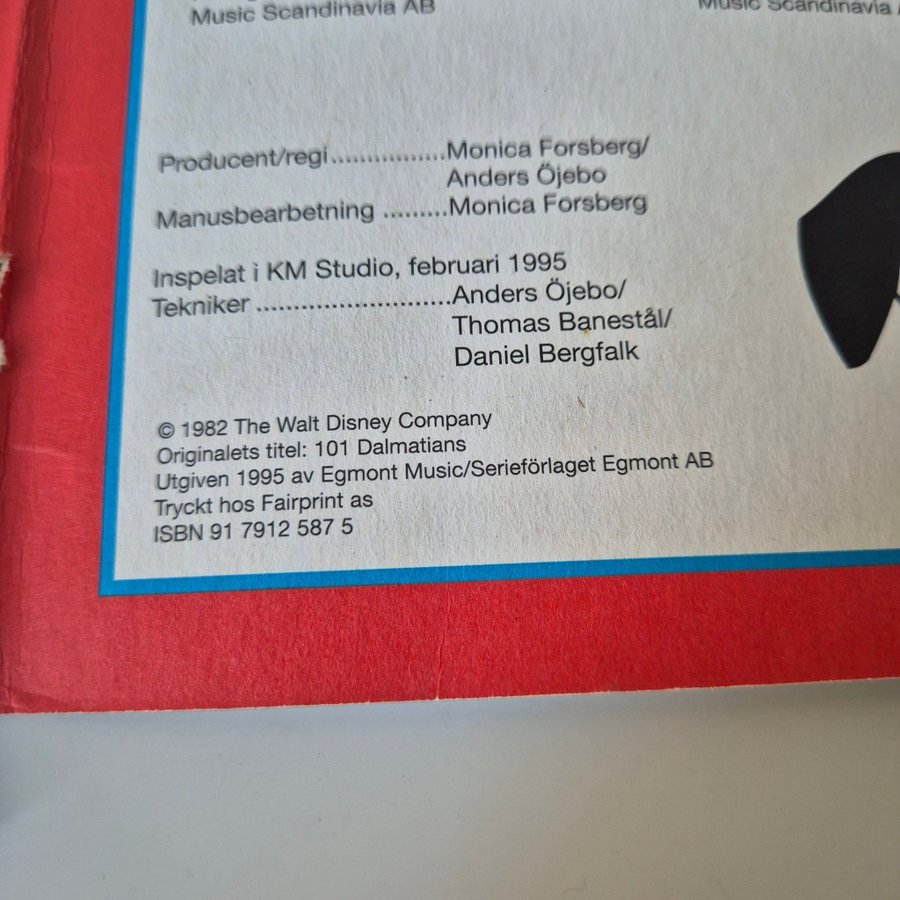 Music Scandinavia AB
Music Scandinavia
Producent/regi................Monica Forsberg/
Anders Öjebo
Manusbearbetning .........Monica Forsberg
Inspelat i KM Studio, februari 1995
Tekniker ...........................Anders Öjebo/
Thomas Banestål/
Daniel Bergfalk
© 1982 The Walt Disney Company
Originalets titel: 101 Dalmatians
Utgiven 1995 av Egmont Music/Serieförlaget Egmont AB
Tryckt hos Fairprint as
ISBN 91 7912 587 5